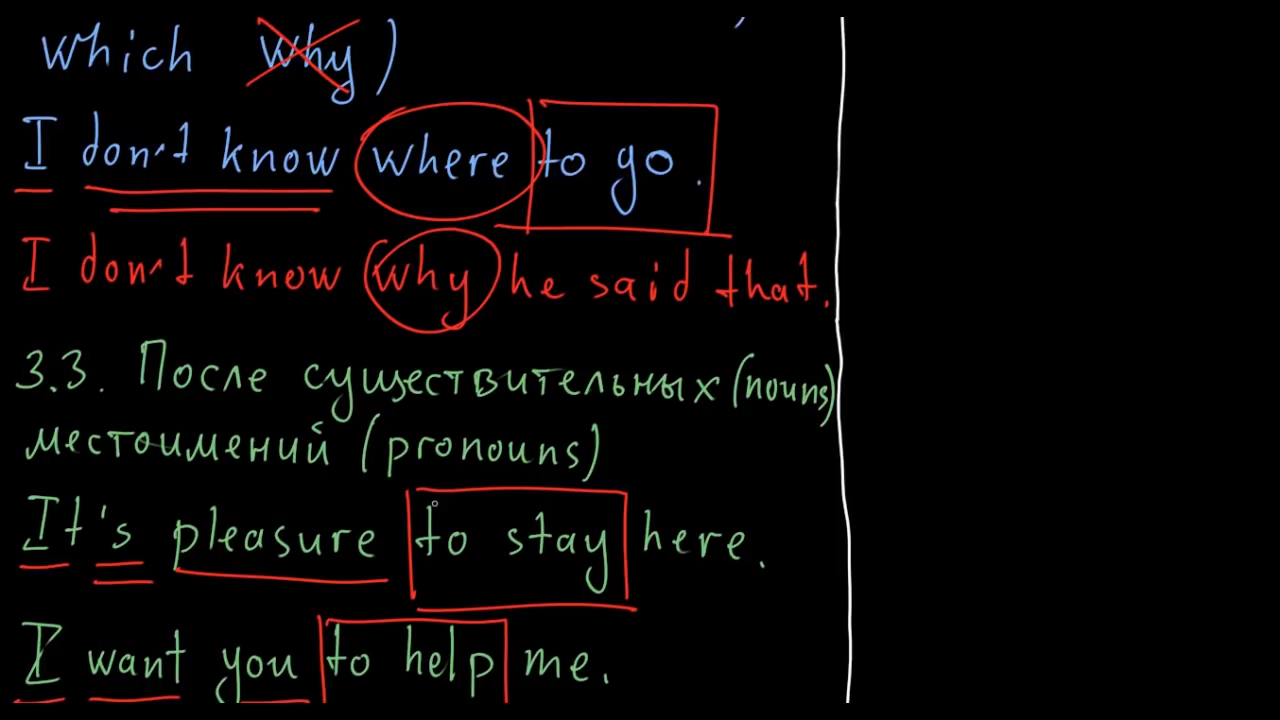 which why)
I don't know where to go.
I don't know why he said that.
3.3. После существительных (nouns)
местоимений (pronouns)
It's pleasure to stay here.
I want you to help me.